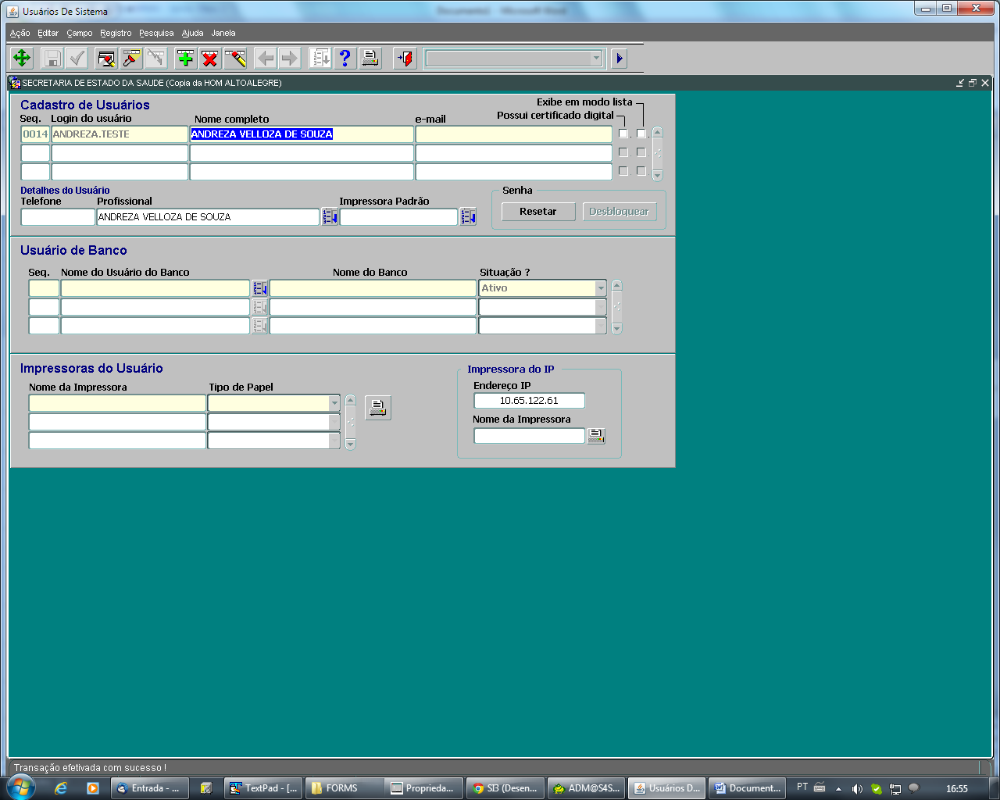 Usuários De Sistema
Ação Editar Campo Registro Pesquisa Ajuda Janela
SECRETARIA DE ESTADO DA SAUDE (Copia da HOM ALTOALEGRE)
Cadastro de Usuários
Exibe em modo lista
Possui certificado digital
Seq. Login do usuário Nome completo e-mail
0014 ANDREZA.TESTE ANDREZA VELLOZA DE SOUZA
Detalhes do Usuário
Telefone Profissional Impressora Padrão
ANDREZA VELLOZA DE SOUZA
Senha
Resetar Desbloquear
Usuário de Banco
Seq. Nome do Usuário do Banco Nome do Banco Situação ?
Ativo
Impressoras do Usuário
Nome da Impressora Tipo de Papel
Impressora do IP
Endereço IP
10.65.122.61
Nome da Impressora
Transação efetivada com sucesso !
Entrada - ... TextPad - [... FORMS Proprieda... SI3 (Desen... ADM@S4S... Usuários D... Document... PT 16:55